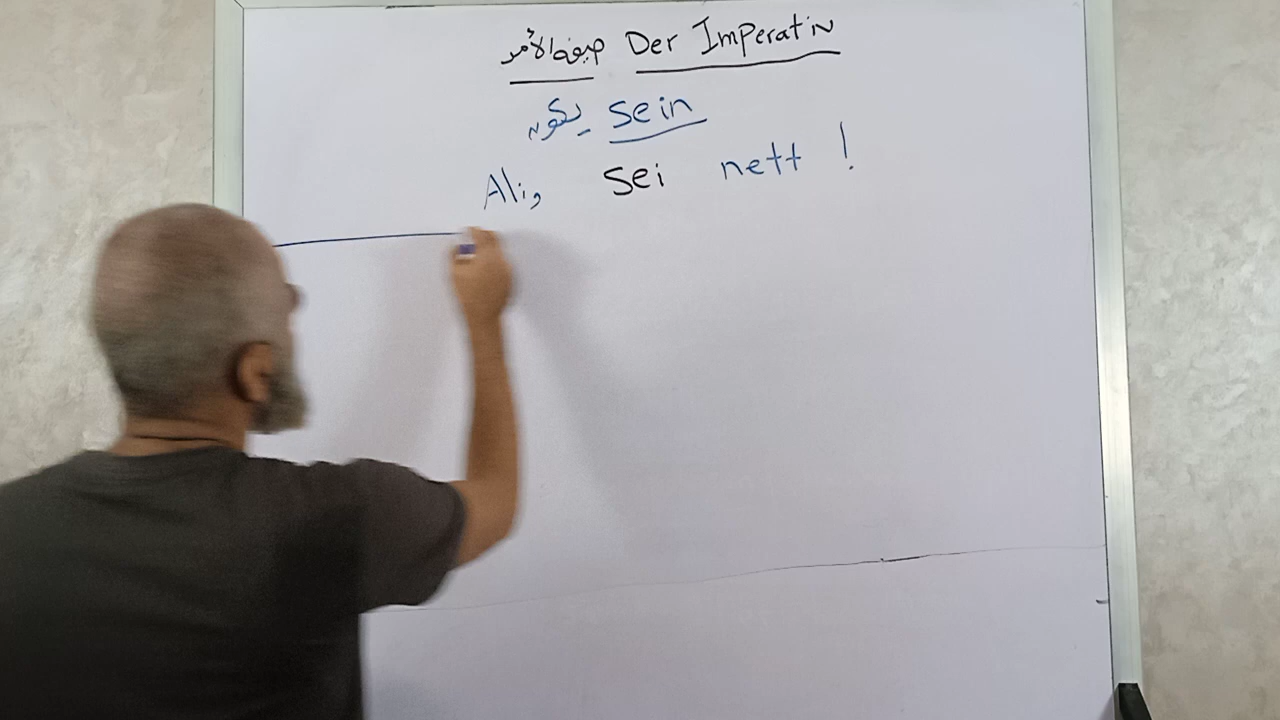 صيغة الأمر Der Imperativ
يكون sein
Ali, sei nett !